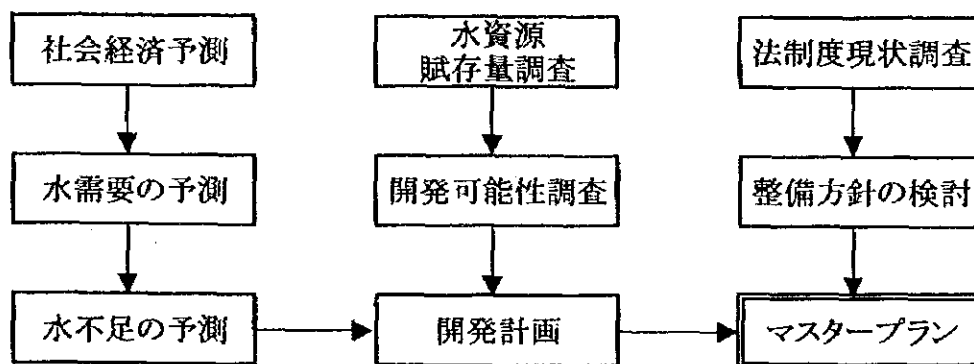 社会経済予測
水資源
賦存量調査
法制度現状調査
水需要の予測
開発可能性調査
整備方針の検討
水不足の予測
開発計画
マスタープラン